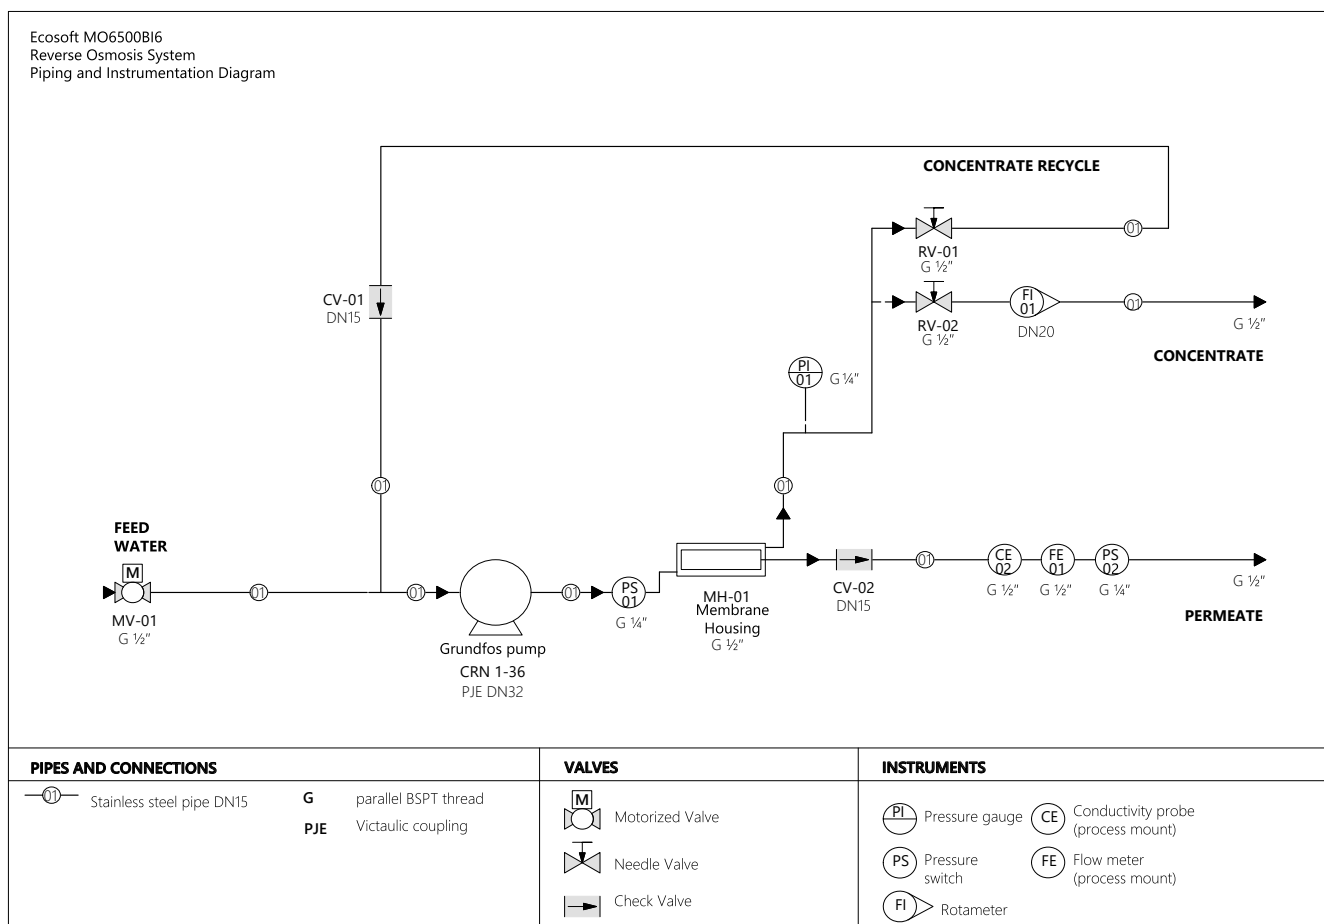 Ecosoft MO6500BI6
Reverse Osmosis System
Piping and Instrumentation Diagram
CONCENTRATE RECYCLE
01
RV-01
G ½"
CV-01
DN15
FI
01
01
RV-02
G ½"
DN20
G ½"
CONCENTRATE
PI
01
G ¼"
01
01
FEED
WATER
M
MV-01
G ½"
01
01
Grundfos pump
CRN 1-36
PJE DN32
01
PS
01
G ¼"
MH-01
Membrane
Housing
G ½"
CV-02
DN15
01
CE
02
G ½"
FE
01
G ½"
PS
02
G ¼"
G ½"
PERMEATE
PIPES AND CONNECTIONS
01
Stainless steel pipe DN15
G parallel BSPT thread
PJE Victaulic coupling
VALVES
M
Motorized Valve
Needle Valve
Check Valve
INSTRUMENTS
PI
Pressure gauge
CE
Conductivity probe
(process mount)
PS
Pressure
switch
FE
Flow meter
(process mount)
FI
Rotameter